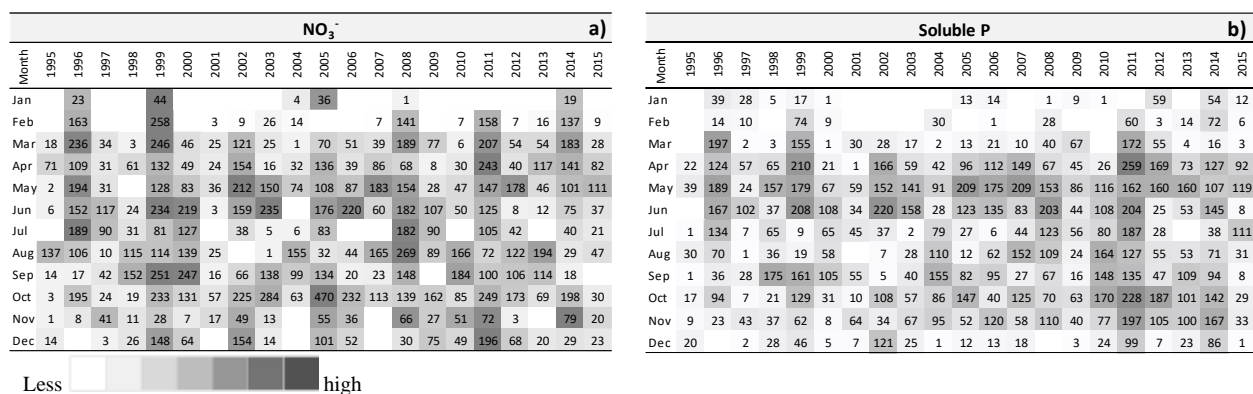 NO₃⁻ a)
Month 1995 1996 1997 1998 1999 2000 2001 2002 2003 2004 2005 2006 2007 2008 2009 2010 2011 2012 2013 2014 2015
Jan 23 44 4 36 1 19
Feb 163 258 3 9 26 14 7 141 7 158 7 16 137 9
Mar 18 236 34 3 246 46 25 121 25 1 70 51 39 189 77 6 207 54 54 183 28
Apr 71 109 31 61 132 49 24 154 16 32 136 39 86 68 8 30 243 40 117 141 82
May 2 194 31 128 83 36 212 150 74 108 87 183 154 28 47 147 178 46 101 111
Jun 6 152 117 24 234 219 3 159 235 176 220 60 182 107 50 125 8 12 75 37
Jul 189 90 31 81 127 38 5 6 83 182 90 105 42 40 21
Aug 137 106 10 115 114 139 25 1 155 32 44 165 269 89 166 72 122 194 29 47
Sep 14 17 42 152 251 247 16 66 138 99 134 20 23 148 184 100 106 114 18
Oct 3 195 24 19 233 131 57 225 284 63 470 232 113 139 162 85 249 173 69 198 30
Nov 1 8 41 11 28 7 17 49 13 55 36 66 27 51 72 3 79 20
Dec 14 3 26 148 64 154 14 101 52 30 75 49 196 68 20 29 23
Soluble P b)
Month 1995 1996 1997 1998 1999 2000 2001 2002 2003 2004 2005 2006 2007 2008 2009 2010 2011 2012 2013 2014 2015
Jan 39 28 5 17 1 13 14 1 9 1 59 54 12
Feb 14 10 74 9 30 1 28 60 3 14 72 6
Mar 197 2 3 155 1 30 28 17 2 13 21 10 40 67 172 55 4 16 3
Apr 22 124 57 65 210 21 1 166 59 42 96 112 149 67 45 26 259 169 73 127 92
May 39 189 24 157 179 67 59 152 141 91 209 175 209 153 86 116 162 160 160 107 119
Jun 167 102 37 208 108 34 220 158 28 123 135 83 203 44 108 204 25 53 145 8
Jul 1 134 7 65 9 65 45 37 2 79 27 6 44 123 56 80 187 28 38 111
Aug 30 70 1 36 19 58 7 28 110 12 62 152 109 24 164 127 55 53 71 31
Sep 1 36 28 175 161 105 55 5 40 155 82 95 27 67 16 148 135 47 109 94 8
Oct 17 94 7 21 129 31 10 108 57 86 147 40 125 70 63 170 228 187 101 142 29
Nov 9 23 43 37 62 8 64 34 67 95 52 120 58 110 40 77 197 105 100 167 33
Dec 20 2 28 46 5 7 121 25 1 12 13 18 3 24 99 7 23 86 1
Less high